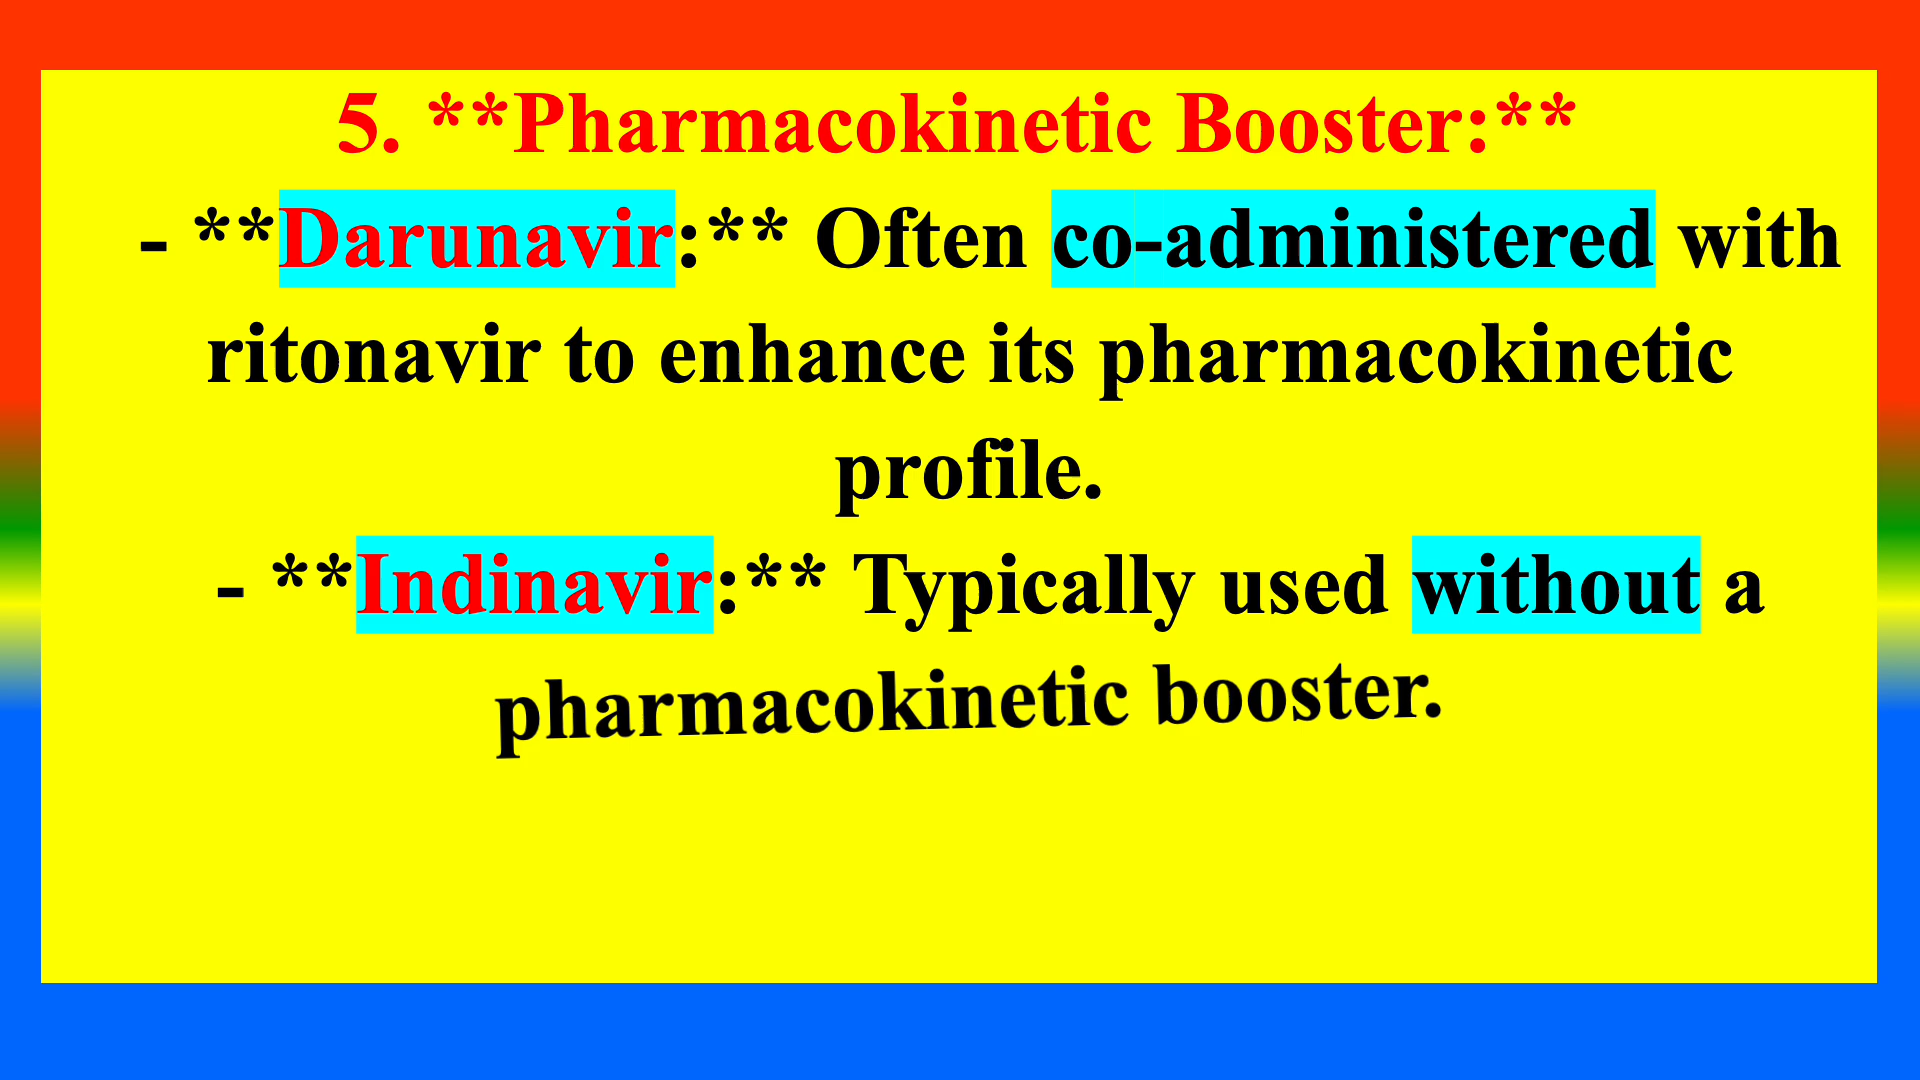 5. **Pharmacokinetic Booster:**
- **Darunavir:** Often co-administered with
ritonavir to enhance its pharmacokinetic
profile.
- **Indinavir:** Typically used without a
pharmacokinetic booster.